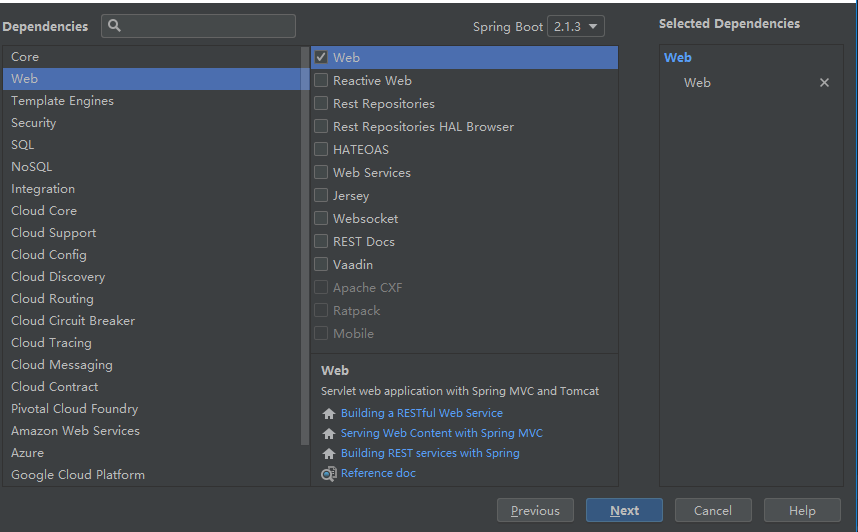 Dependencies
Spring Boot 2.1.3
Selected Dependencies
Core
Web
Template Engines
Security
SQL
NoSQL
Integration
Cloud Core
Cloud Support
Cloud Config
Cloud Discovery
Cloud Routing
Cloud Circuit Breaker
Cloud Tracing
Cloud Messaging
Cloud Contract
Pivotal Cloud Foundry
Amazon Web Services
Azure
Google Cloud Platform
Web
Reactive Web
Rest Repositories
Rest Repositories HAL Browser
HATEOAS
Web Services
Jersey
Websocket
REST Docs
Vaadin
Apache CXF
Ratpack
Mobile
Web
Servlet web application with Spring MVC and Tomcat
Building a RESTful Web Service
Serving Web Content with Spring MVC
Building REST services with Spring
Reference doc
Web
Web
Previous
Next
Cancel
Help